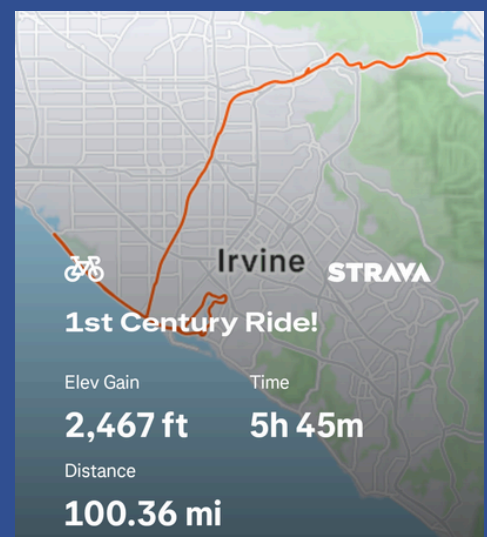 Irvine
STRAVA
1st Century Ride!
Elev Gain
Time
2,467 ft
5h 45m
Distance
100.36 mi